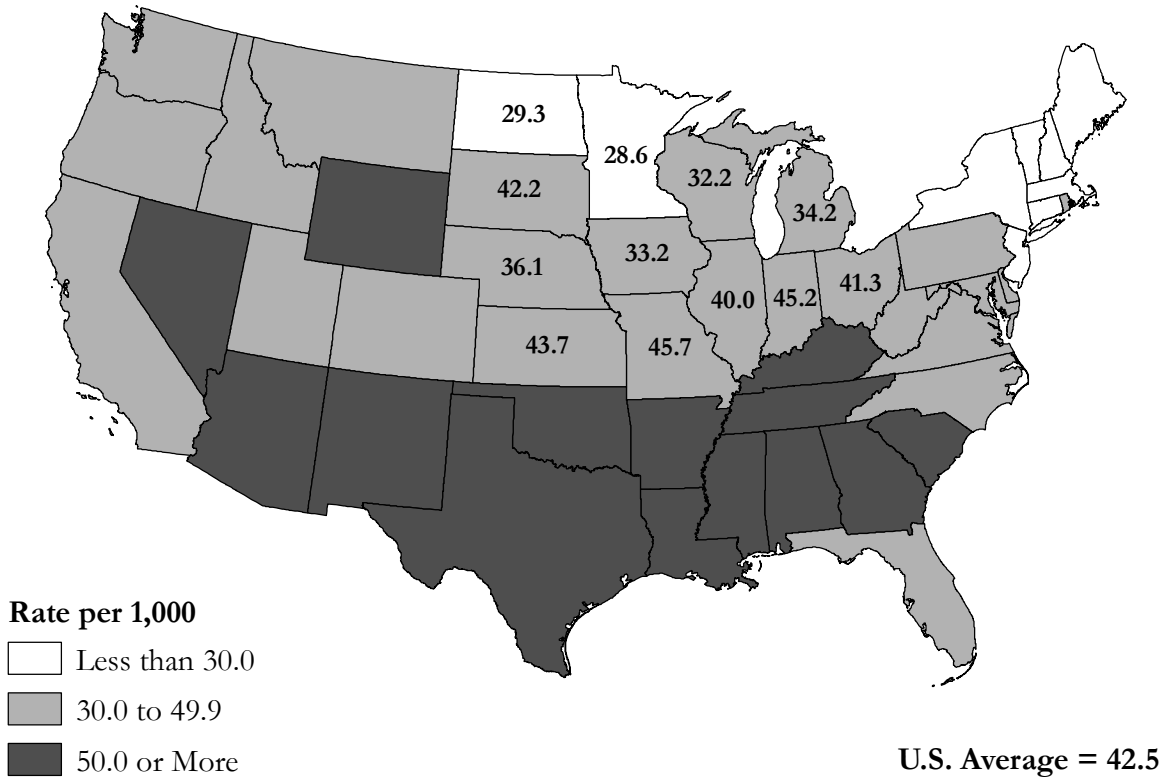 29.3
28.6
42.2
32.2
34.2
33.2
36.1
40.0
45.2
41.3
43.7
45.7
Rate per 1,000
Less than 30.0
30.0 to 49.9
50.0 or More
U.S. Average = 42.5